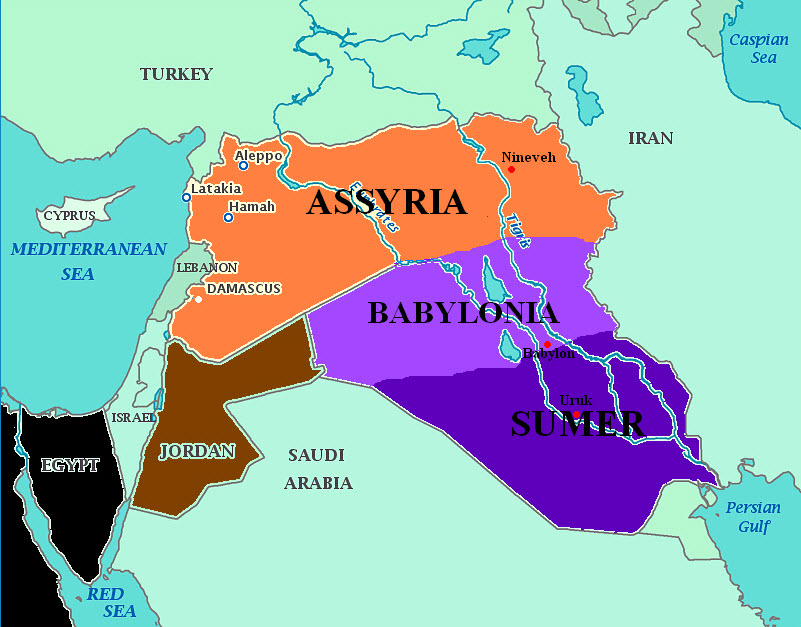 Caspian
Sea
TURKEY
IRAN
Aleppo
Nineveh
Latakia
Hamah
ASSYRIA
Euphrates
Tigris
CYPRUS
MEDITERRANEAN
SEA
LEBANON
DAMASCUS
BABYLONIA
Babylon
Uruk
SUMER
ISRAEL
JORDAN
SAUDI
ARABIA
EGYPT
Persian
Gulf
RED
SEA